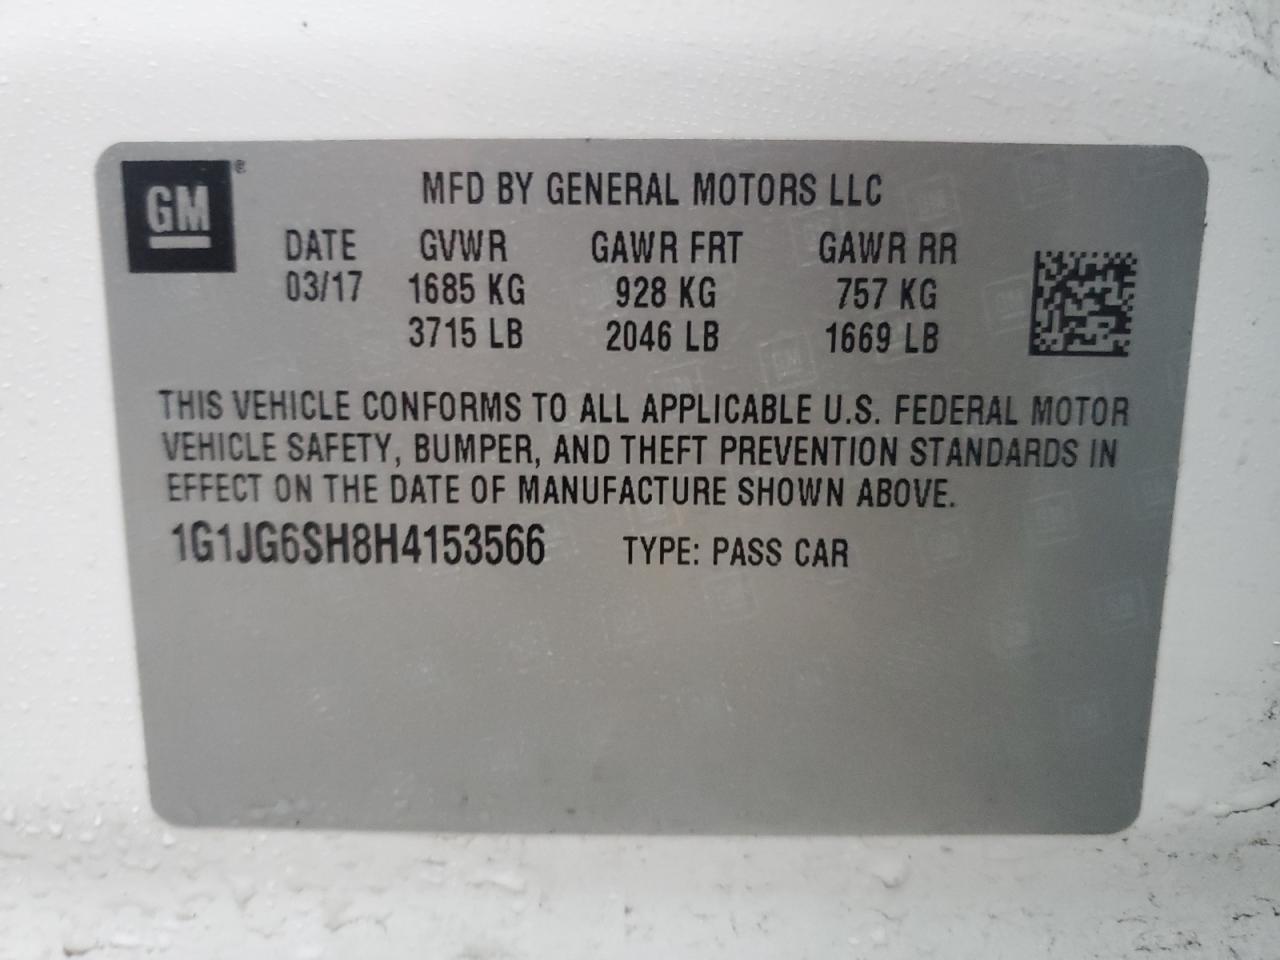 GM ®
MFD BY GENERAL MOTORS LLC
DATE GVWR GAWR FRT GAWR RR
03/17 1685 KG 928 KG 757 KG
3715 LB 2046 LB 1669 LB
THIS VEHICLE CONFORMS TO ALL APPLICABLE U.S. FEDERAL MOTOR
VEHICLE SAFETY, BUMPER, AND THEFT PREVENTION STANDARDS IN
EFFECT ON THE DATE OF MANUFACTURE SHOWN ABOVE.
1G1JG6SH8H4153566 TYPE: PASS CAR